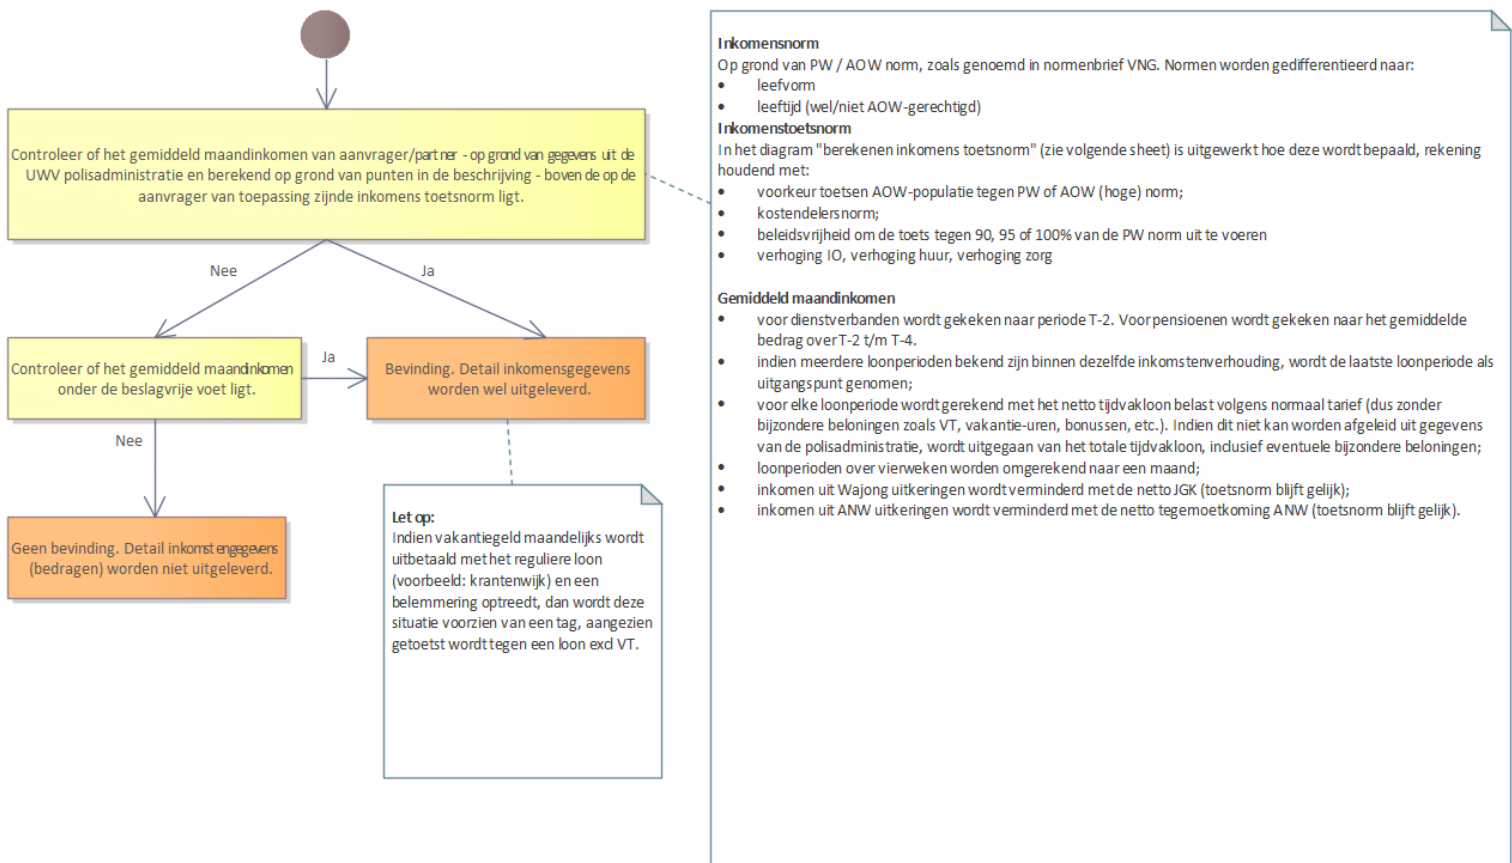 Controleer of het gemiddeld maandinkomen van aanvrager/partner - op grond van gegevens uit de
UWV polisadministratie en berekend op grond van punten in de beschrijving - boven de op de
aanvrager van toepassing zijnde inkomens toetsnorm ligt.
Nee
Ja
Controleer of het gemiddeld maandinkomen
onder de beslagvrije voet ligt.
Ja
Bevinding. Detail inkomensgegevens
worden wel uitgeleverd.
Nee
Geen bevinding. Detail inkomstengegevens
(bedragen) worden niet uitgeleverd.
Let op:
Indien vakantiegeld maandelijks wordt
uitbetaald met het reguliere loon
(voorbeeld: krantenwijk) en een
belemmering optreedt, dan wordt deze
situatie voorzien van een tag, aangezien
getoetst wordt tegen een loon excl VT.
Inkomensnorm
Op grond van PW / AOW norm, zoals genoemd in normenbrief VNG. Normen worden gedifferentieerd naar:
• leefvorm
• leeftijd (wel/niet AOW-gerechtigd)
Inkomenstoetsnorm
In het diagram "berekenen inkomens toetsnorm" (zie volgende sheet) is uitgewerkt hoe deze wordt bepaald, rekening
houdend met:
• voorkeur toetsen AOW-populatie tegen PW of AOW (hoge) norm;
• kostendelersnorm;
• beleidsvrijheid om de toets tegen 90, 95 of 100% van de PW norm uit te voeren
• verhoging IO, verhoging huur, verhoging zorg
Gemiddeld maandinkomen
• voor dienstverbanden wordt gekeken naar periode T-2. Voor pensioenen wordt gekeken naar het gemiddelde
bedrag over T-2 t/m T-4.
• indien meerdere loonperioden bekend zijn binnen dezelfde inkomstenverhouding, wordt de laatste loonperiode als
uitgangspunt genomen;
• voor elke loonperiode wordt gerekend met het netto tijdvakloon belast volgens normaal tarief (dus zonder
bijzondere beloningen zoals VT, vakantie-uren, bonussen, etc.). Indien dit niet kan worden afgeleid uit gegevens
van de polisadministratie, wordt uitgegaan van het totale tijdvakloon, inclusief eventuele bijzondere beloningen;
• loonperioden over vierweken worden omgerekend naar een maand;
• inkomen uit Wajong uitkeringen wordt verminderd met de netto JGK (toetsnorm blijft gelijk);
• inkomen uit ANW uitkeringen wordt verminderd met de netto tegemoetkoming ANW (toetsnorm blijft gelijk).